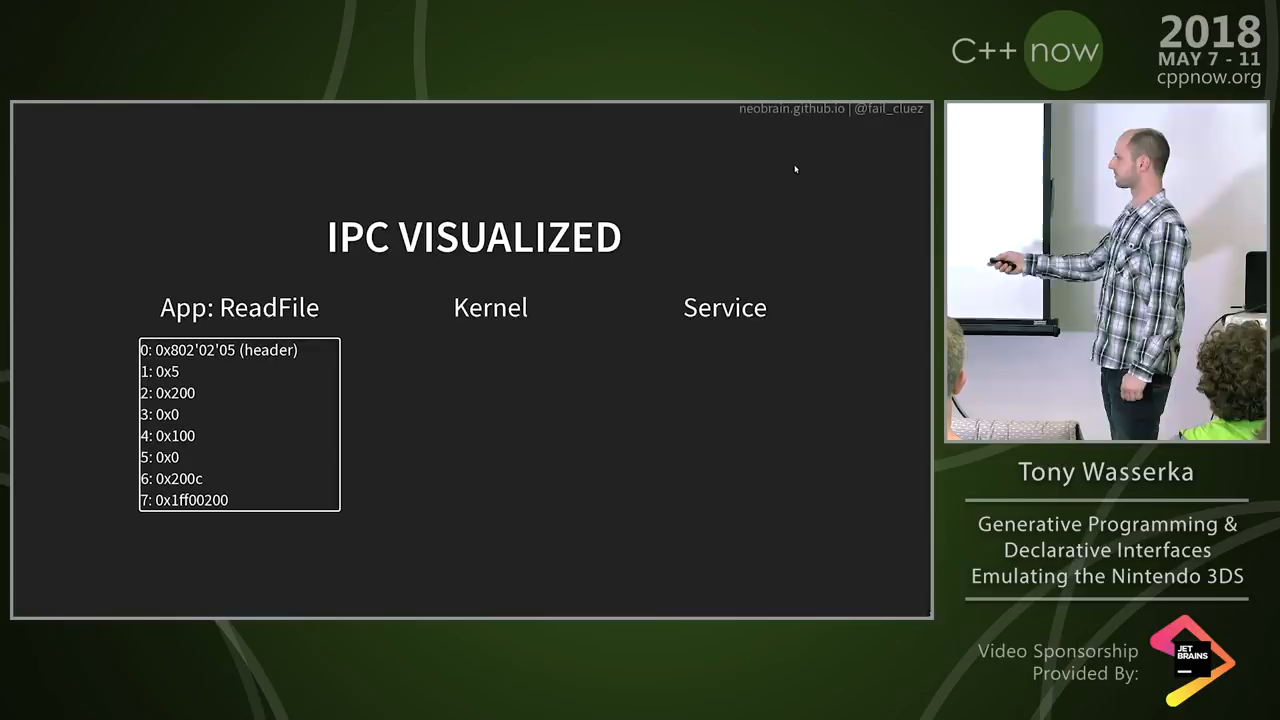 C++ now
2018
MAY 7 - 11
cppnow.org
neobrain.github.io | @fail_cluez
IPC VISUALIZED
App: ReadFile
Kernel
Service
0: 0x802'02'05 (header)
1: 0x5
2: 0x200
3: 0x0
4: 0x100
5: 0x0
6: 0x200c
7: 0x1ff00200
Tony Wasserka
Generative Programming &
Declarative Interfaces
Emulating the Nintendo 3DS
Video Sponsorship
Provided By:
JET
BRAINS